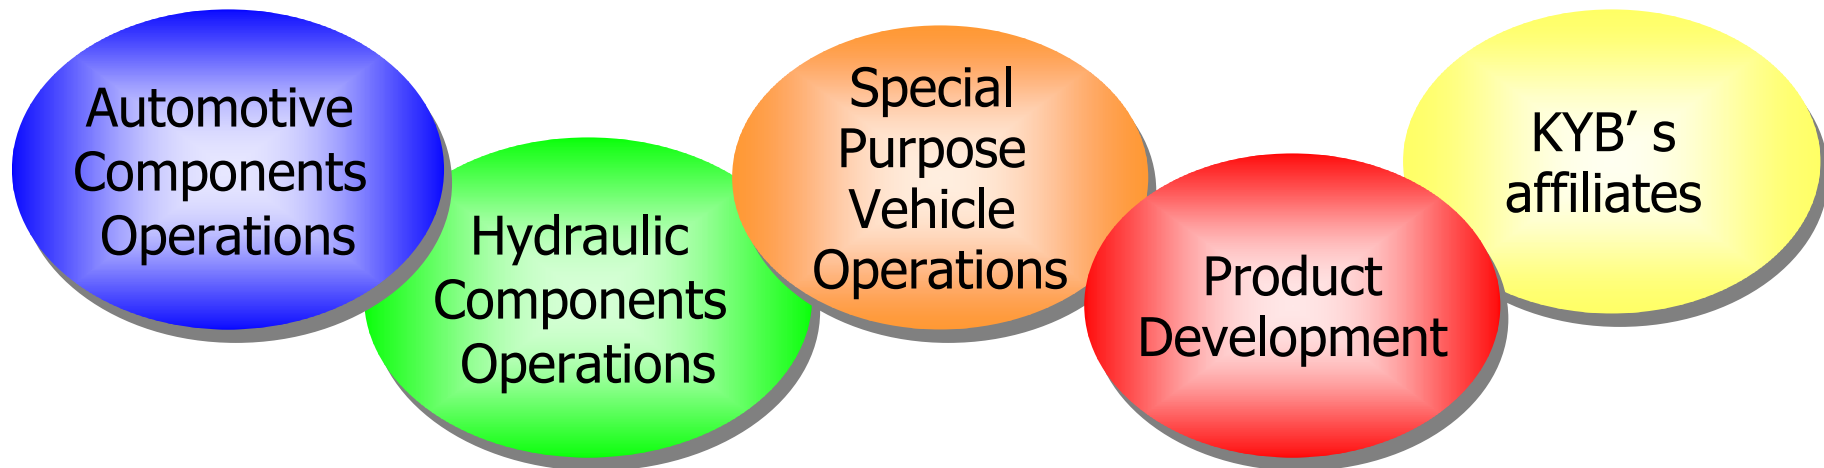 Automotive
Components
Operations
Hydraulic
Components
Operations
Special
Purpose
Vehicle
Operations
Product
Development
KYB’ s
affiliates